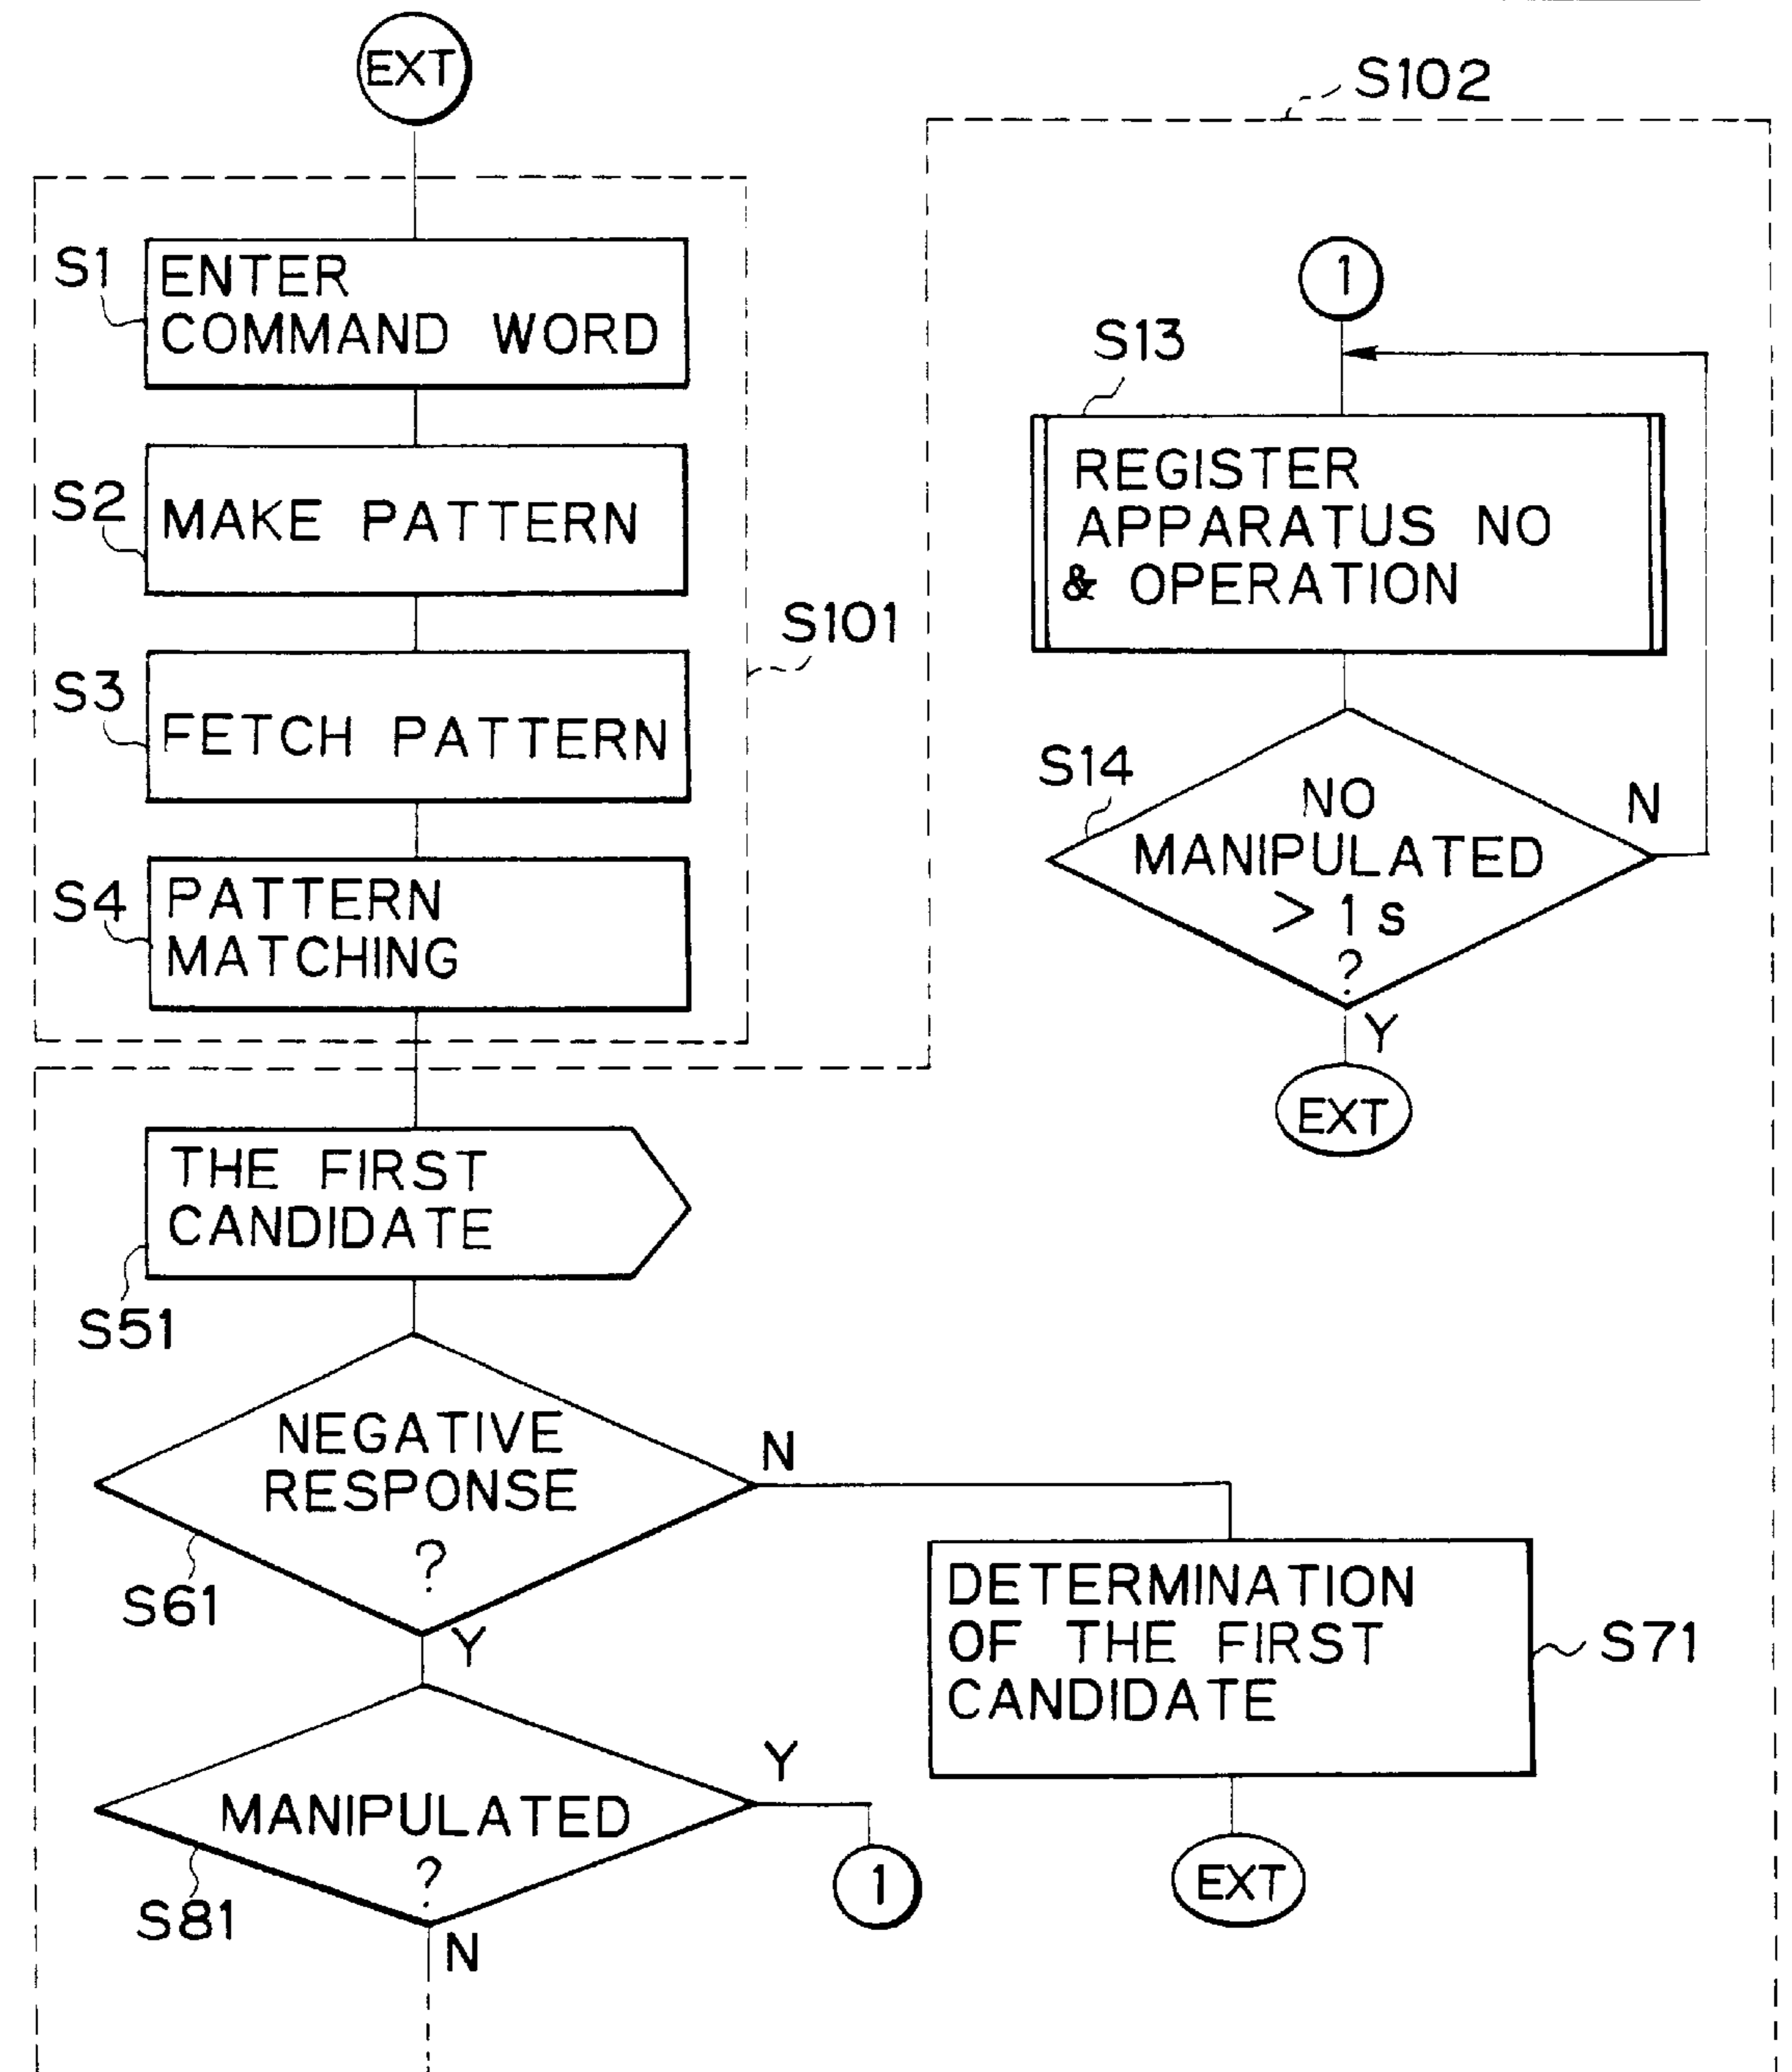 EXT
S1
ENTER
COMMAND WORD
S2
MAKE PATTERN
S3
FETCH PATTERN
S4
PATTERN
MATCHING
S101
THE FIRST
CANDIDATE
S51
NEGATIVE
RESPONSE
?
S61
N
Y
MANIPULATED
?
S81
Y
1
N
DETERMINATION
OF THE FIRST
CANDIDATE
S71
EXT
S102
1
S13
REGISTER
APPARATUS NO
& OPERATION
S14
NO
MANIPULATED
> 1 s
?
N
Y
EXT